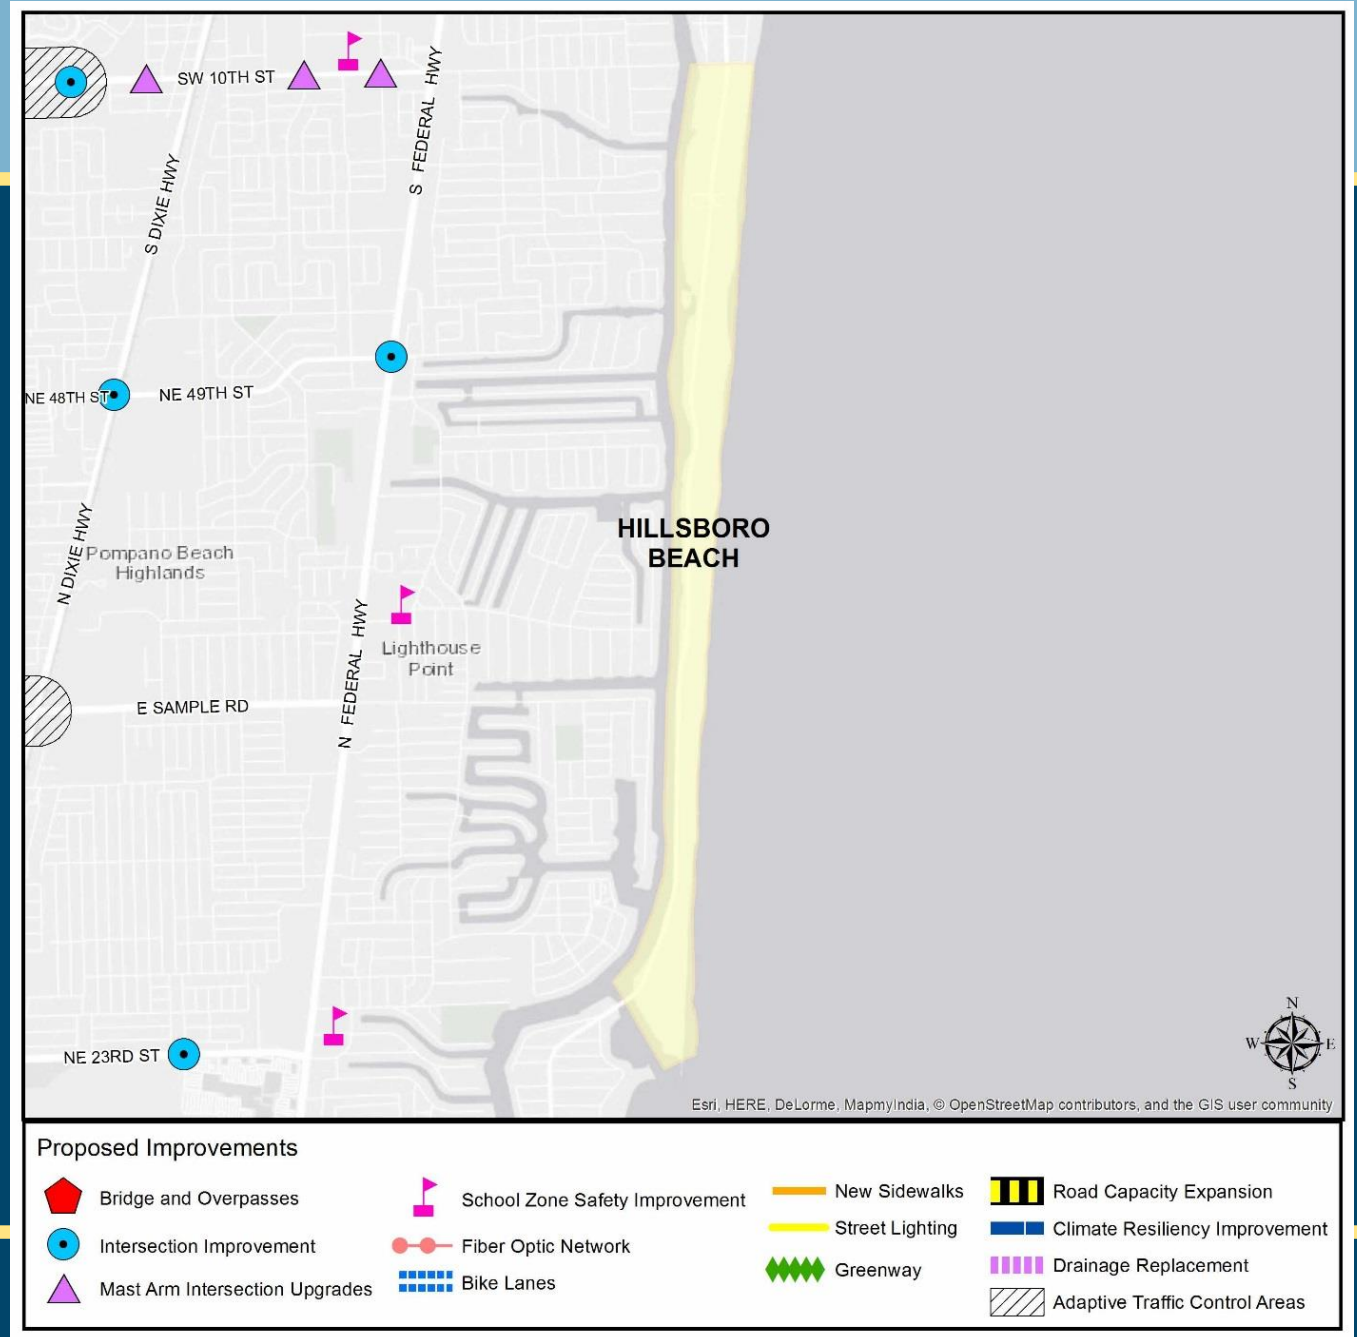 SW 10TH ST
S FEDERAL HWY
S DIXIE HWY
NE 48TH ST
NE 49TH ST
HILLSBORO
BEACH
N DIXIE HWY
Pompano Beach
Highlands
N FEDERAL HWY
Lighthouse
Point
E SAMPLE RD
NE 23RD ST
N
W
E
S
Esri, HERE, DeLorme, MapmyIndia, © OpenStreetMap contributors, and the GIS user community
Proposed Improvements
Bridge and Overpasses
Intersection Improvement
Mast Arm Intersection Upgrades
School Zone Safety Improvement
Fiber Optic Network
Bike Lanes
New Sidewalks
Street Lighting
Greenway
Road Capacity Expansion
Climate Resiliency Improvement
Drainage Replacement
Adaptive Traffic Control Areas